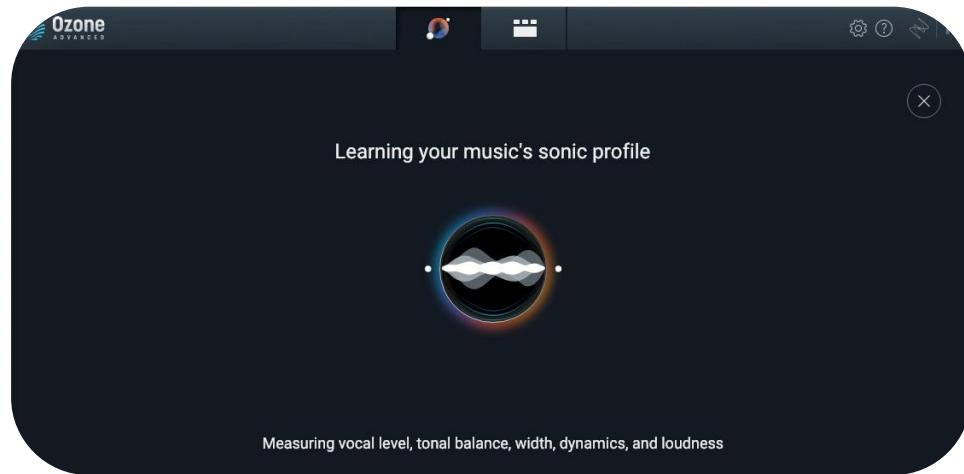 Ozone
ADVANCED
Learning your music's sonic profile
Measuring vocal level, tonal balance, width, dynamics, and loudness